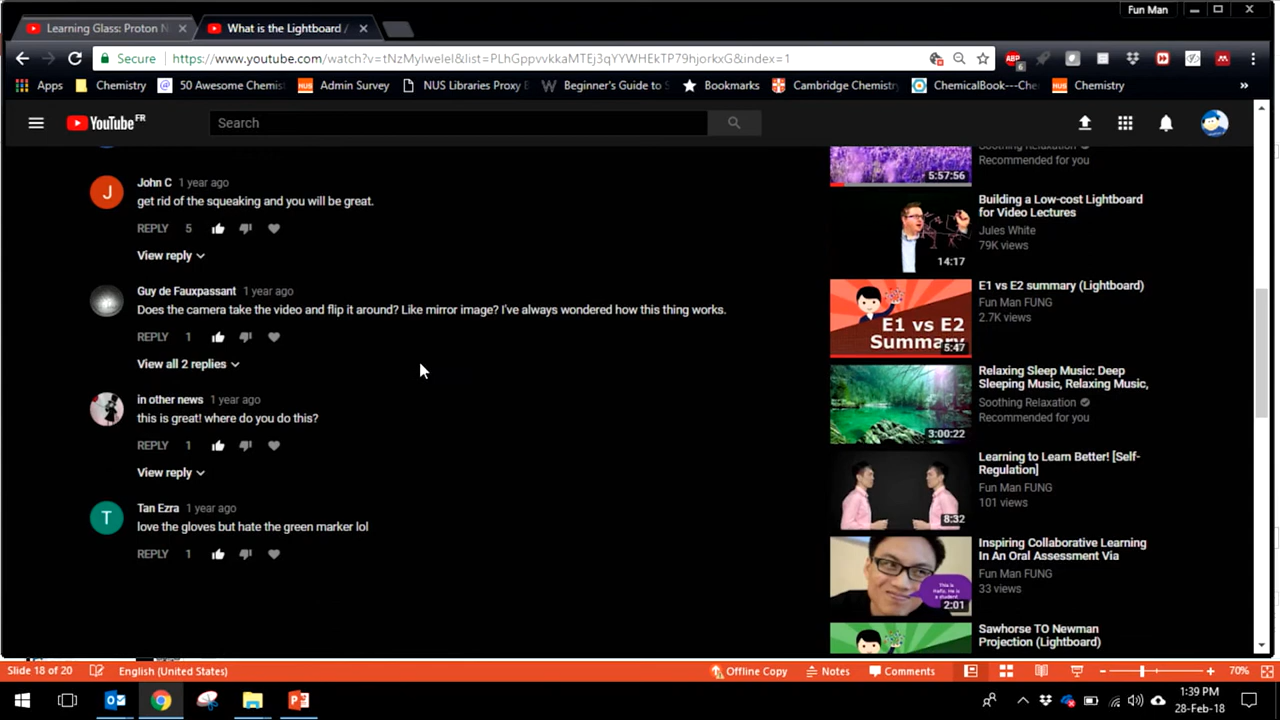 Fun Man
Learning Glass: Proton N
What is the Lightboard /
Secure https://www.youtube.com/watch?v=tNzMyIweIeI&list=PLhGppvvkkaMTEj3qYYWHEkTP79hjorkxG&index=1
ABP
6
Apps Chemistry 50 Awesome Chemist Admin Survey NUS Libraries Proxy Beginner's Guide to Bookmarks Cambridge Chemistry ChemicalBook---Che Chemistry
YouTube FR
Search
Soothing Relaxation
Recommended for you
5:57:56
John C 1 year ago
get rid of the squeaking and you will be great.
REPLY 5
View reply
Building a Low-cost Lightboard
for Video Lectures
Jules White
79K views
14:17
Guy de Fauxpassant 1 year ago
Does the camera take the video and flip it around? Like mirror image? I've always wondered how this thing works.
REPLY 1
View all 2 replies
E1 vs E2 summary (Lightboard)
Fun Man FUNG
2.7K views
E1 vs E2
Summary
5:47
in other news 1 year ago
this is great! where do you do this?
REPLY 1
View reply
Relaxing Sleep Music: Deep
Sleeping Music, Relaxing Music,
Soothing Relaxation
Recommended for you
3:00:22
Tan Ezra 1 year ago
love the gloves but hate the green marker lol
REPLY 1
Learning to Learn Better! [Self-
Regulation]
Fun Man FUNG
101 views
8:32
Inspiring Collaborative Learning
In An Oral Assessment Via
Fun Man FUNG
33 views
2:01
Sawhorse TO Newman
Projection (Lightboard)
Slide 18 of 20 English (United States) Offline Copy Notes Comments 70%
1:39 PM
28-Feb-18